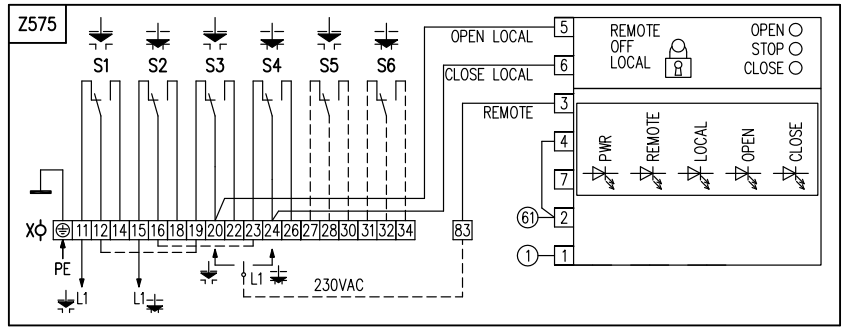 Z575
S1 S2 S3 S4 S5 S6
OPEN LOCAL
CLOSE LOCAL
REMOTE
5
6
3
4
7
2
1
61
1
REMOTE
OFF
LOCAL
OPEN
STOP
CLOSE
PWR
REMOTE
LOCAL
OPEN
CLOSE
X
11 12 14 15 16 18 19 20 22 23 24 26 27 28 30 31 32 34
83
PE
L1
L1
L1
230VAC